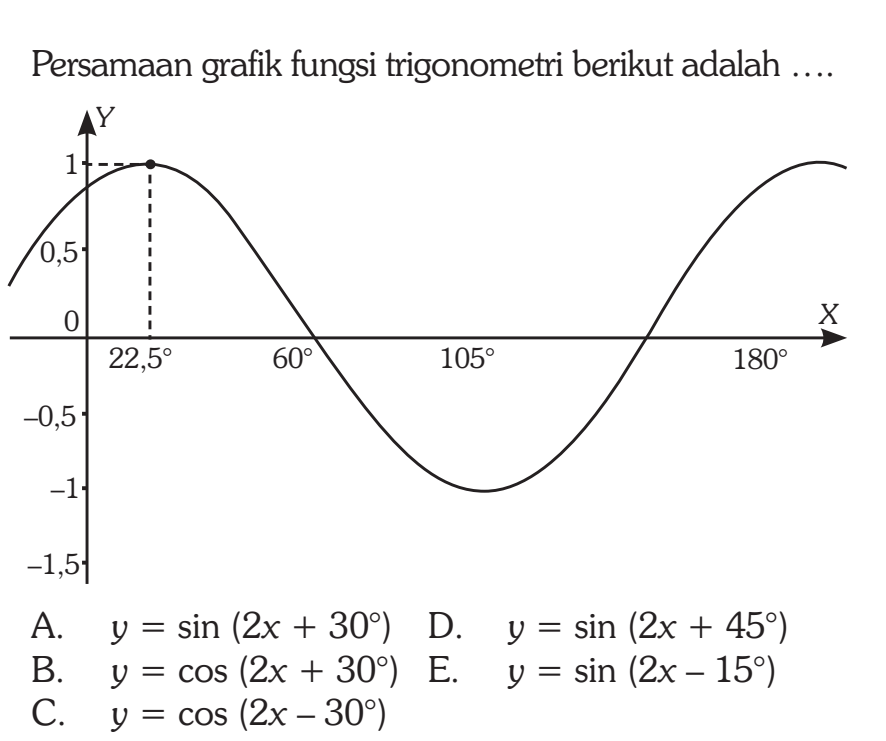 Persamaan grafik fungsi trigonometri berikut adalah ....
Y
1
0,5
0
X
22,5° 60° 105° 180°
–0,5
–1
–1,5
A. y = sin (2x + 30°) D. y = sin (2x + 45°)
B. y = cos (2x + 30°) E. y = sin (2x – 15°)
C. y = cos (2x – 30°)